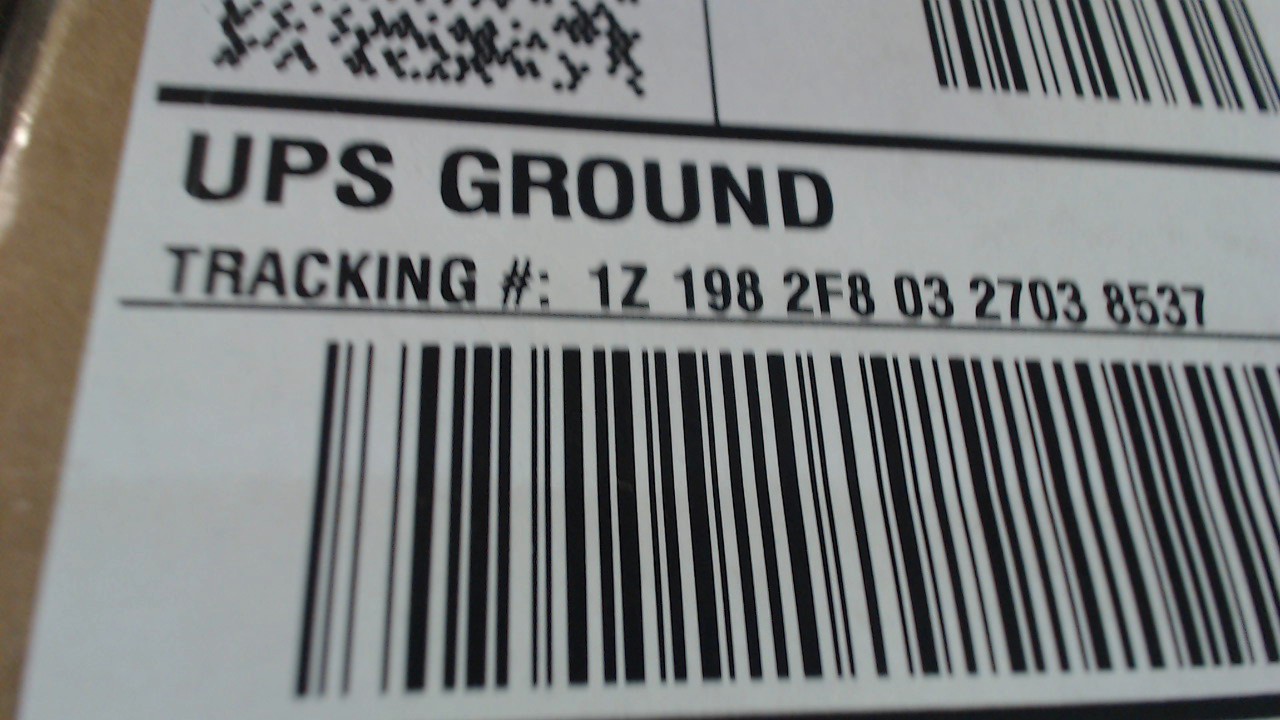 UPS GROUND
TRACKING #: 1Z 198 2F8 03 2703 8537